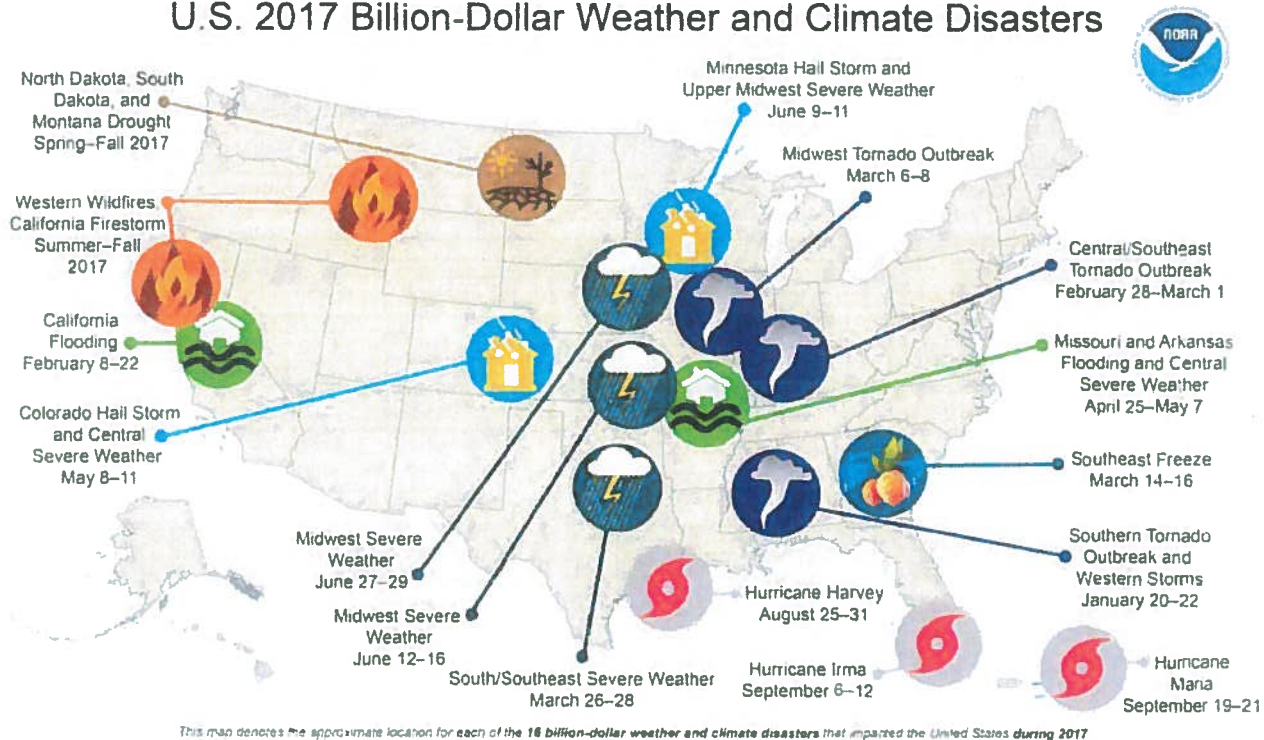 U.S. 2017 Billion-Dollar Weather and Climate Disasters
NOAA
North Dakota, South
Dakota, and
Montana Drought
Spring–Fall 2017
Minnesota Hail Storm and
Upper Midwest Severe Weather
June 9–11
Midwest Tornado Outbreak
March 6–8
Western Wildfires,
California Firestorm
Summer–Fall
2017
Central/Southeast
Tornado Outbreak
February 28–March 1
California
Flooding
February 8–22
Missouri and Arkansas
Flooding and Central
Severe Weather
April 25–May 7
Colorado Hail Storm
and Central
Severe Weather
May 8–11
Southeast Freeze
March 14–16
Midwest Severe
Weather
June 27–29
Southern Tornado
Outbreak and
Western Storms
January 20–22
Midwest Severe
Weather
June 12–16
Hurricane Harvey
August 25–31
South/Southeast Severe Weather
March 26–28
Hurricane Irma
September 6–12
Hurricane
Maria
September 19–21
This map denotes the approximate location for each of the 16 billion-dollar weather and climate disasters that impacted the United States during 2017